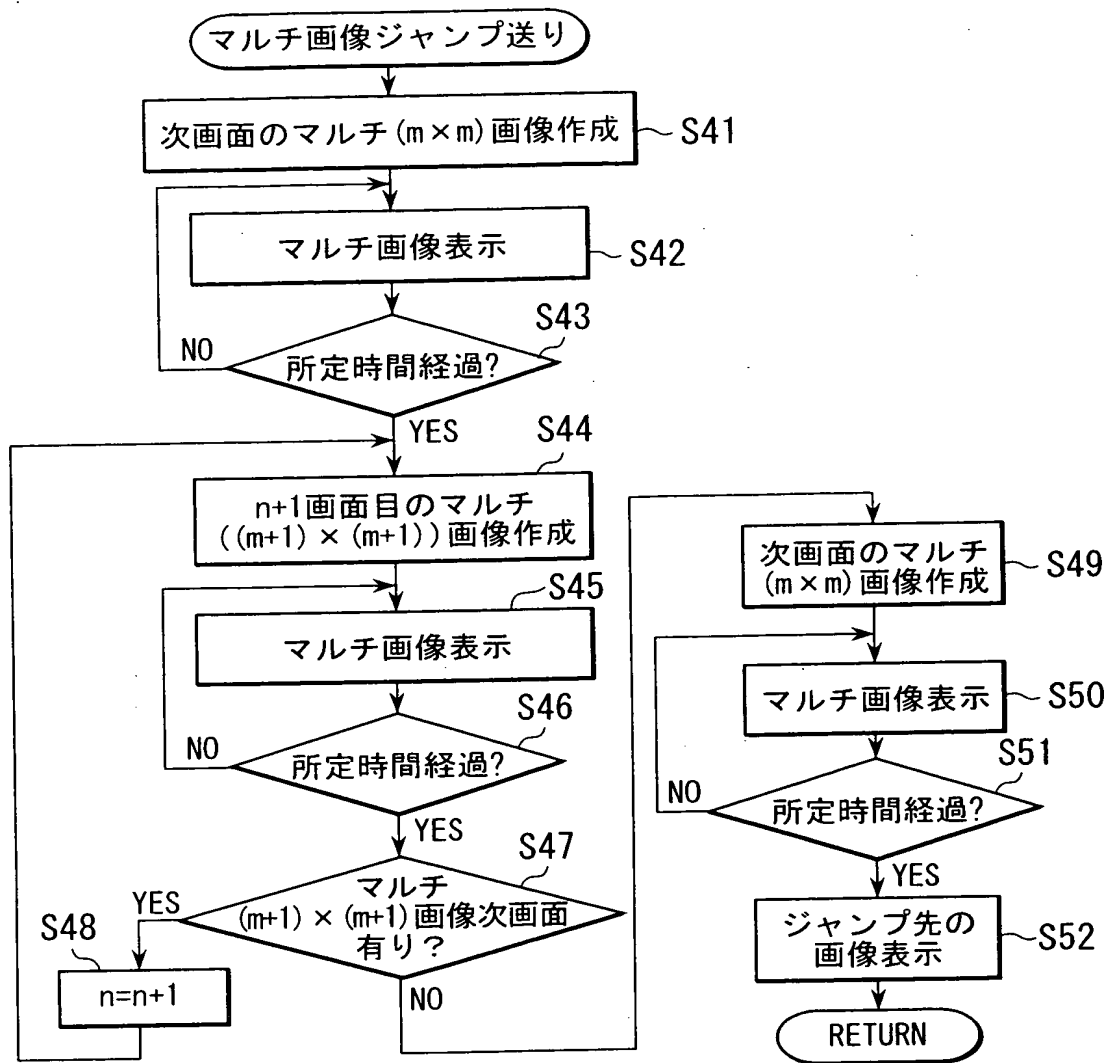 マルチ画像ジャンプ送り
次画面のマルチ(m×m)画像作成
S41
マルチ画像表示
S42
S43
所定時間経過?
NO
YES
S44
n+1画面目のマルチ
((m+1)×(m+1))画像作成
S45
マルチ画像表示
S46
所定時間経過?
NO
YES
S47
マルチ
(m+1)×(m+1)画像次画面
有り?
YES
NO
S48
n=n+1
次画面のマルチ
(m×m)画像作成
S49
マルチ画像表示
S50
S51
所定時間経過?
NO
YES
ジャンプ先の
画像表示
S52
RETURN